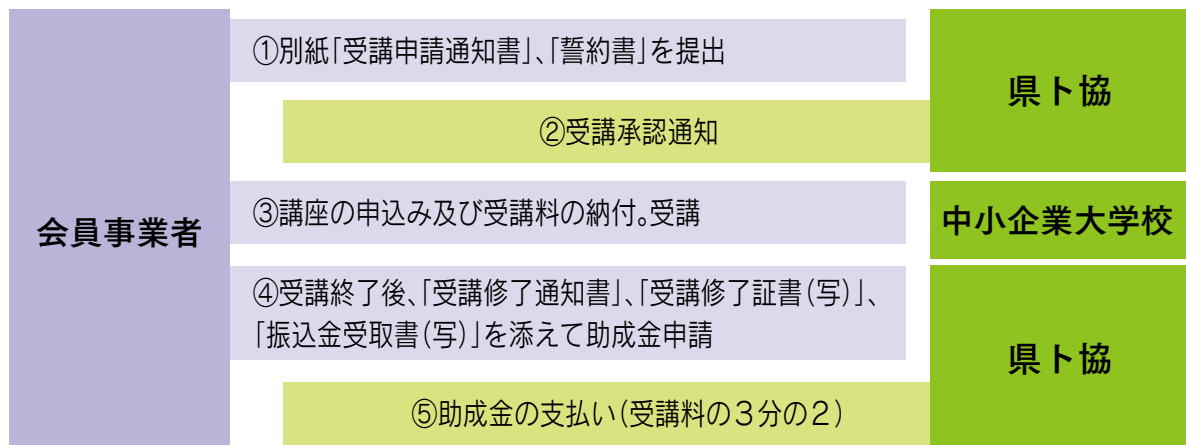 会員事業者
①別紙「受講申請通知書」、「誓約書」を提出
②受講承認通知
県ト協
③講座の申込み及び受講料の納付。受講
中小企業大学校
④受講終了後、「受講修了通知書」、「受講修了証書(写)」、
「振込金受取書(写)」を添えて助成金申請
⑤助成金の支払い(受講料の3分の2)
県ト協